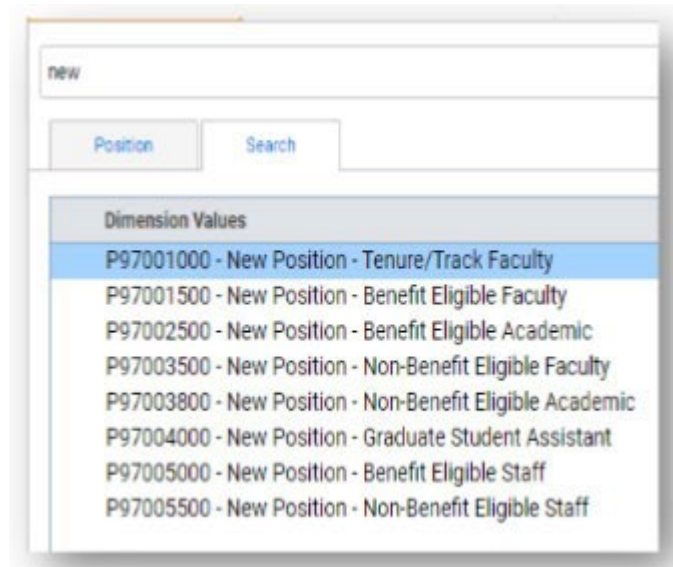 new
Position Search
Dimension Values
P97001000 - New Position - Tenure/Track Faculty
P97001500 - New Position - Benefit Eligible Faculty
P97002500 - New Position - Benefit Eligible Academic
P97003500 - New Position - Non-Benefit Eligible Faculty
P97003800 - New Position - Non-Benefit Eligible Academic
P97004000 - New Position - Graduate Student Assistant
P97005000 - New Position - Benefit Eligible Staff
P97005500 - New Position - Non-Benefit Eligible Staff